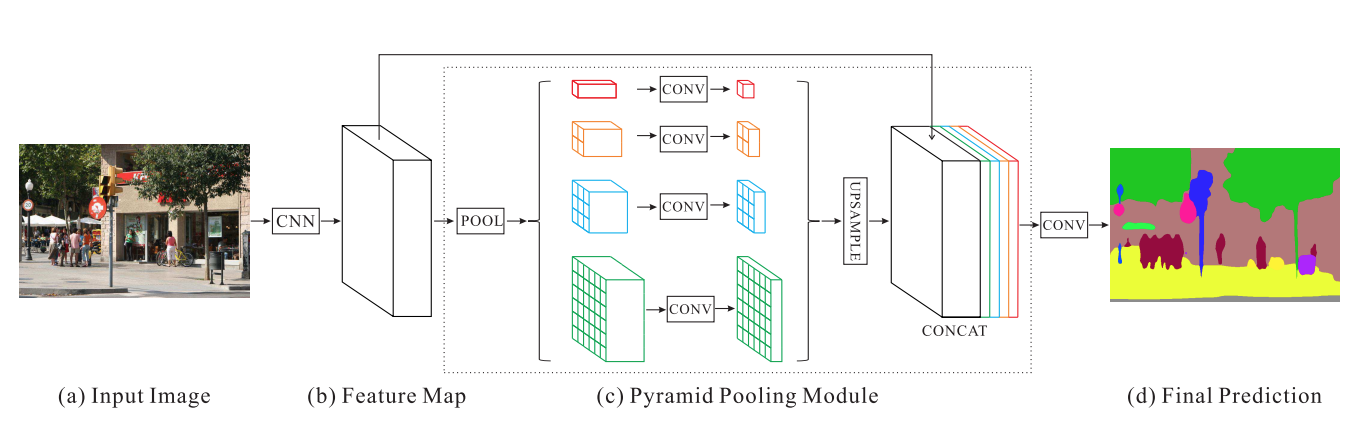 CNN
POOL
CONV
CONV
CONV
CONV
UPSAMPLE
CONCAT
CONV
(a) Input Image
(b) Feature Map
(c) Pyramid Pooling Module
(d) Final Prediction